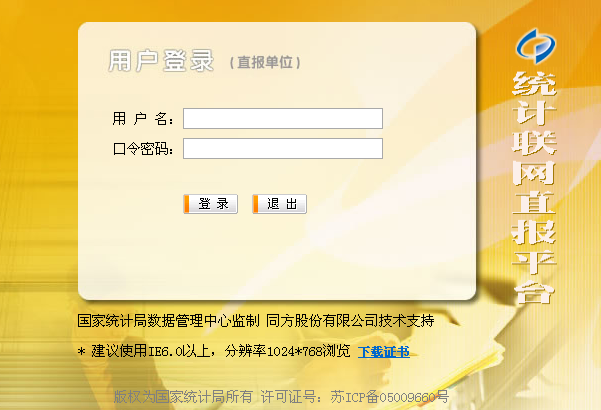 用户登录（直报单位）
用 户 名：
口令密码：
登 录 退 出
统计联网直报平台
国家统计局数据管理中心监制 同方股份有限公司技术支持
* 建议使用IE6.0以上，分辨率1024*768浏览 下载证书
版权为国家统计局所有 许可证号：苏ICP备05009660号